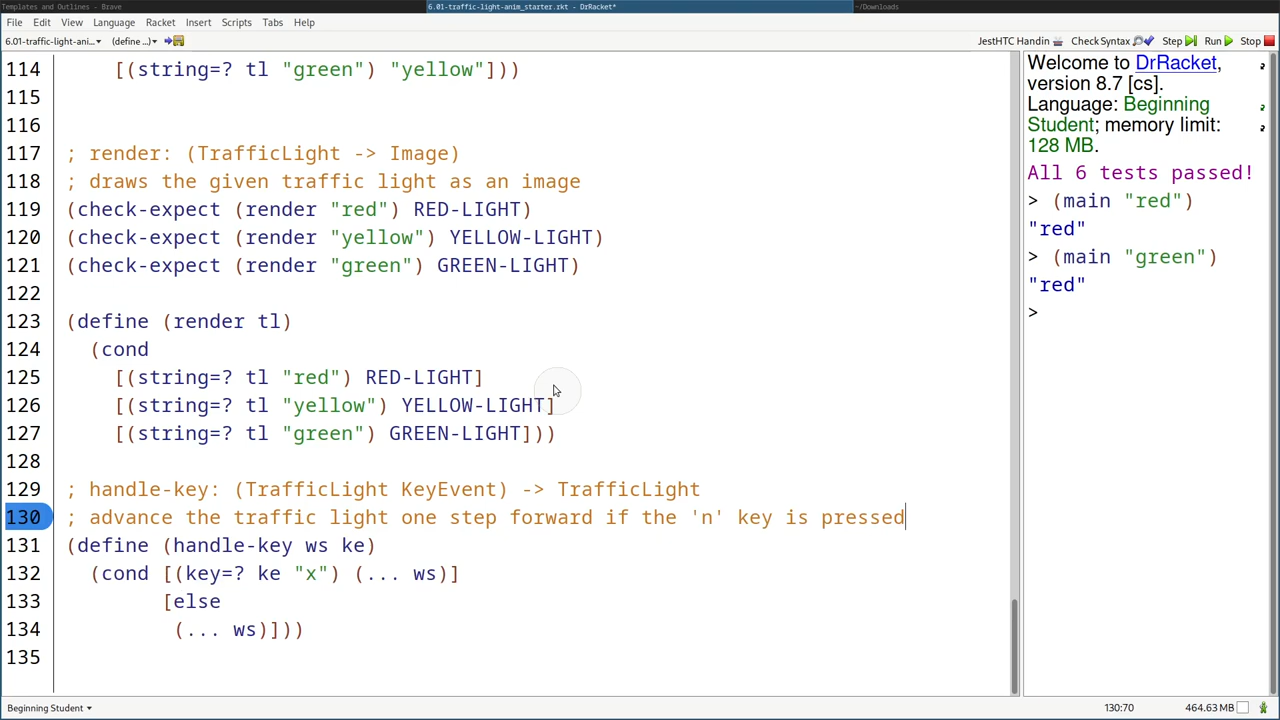 Templates and Outlines - Brave
6.01-traffic-light-anim_starter.rkt - DrRacket*
~/Downloads
File Edit View Language Racket Insert Scripts Tabs Help
6.01-traffic-light-ani...▾ (define ...)▾
JestHTC Handin Check Syntax Step Run Stop
114 [(string=? tl "green") "yellow"]))
115
116
117 ; render: (TrafficLight -> Image)
118 ; draws the given traffic light as an image
119 (check-expect (render "red") RED-LIGHT)
120 (check-expect (render "yellow") YELLOW-LIGHT)
121 (check-expect (render "green") GREEN-LIGHT)
122
123 (define (render tl)
124 (cond
125 [(string=? tl "red") RED-LIGHT]
126 [(string=? tl "yellow") YELLOW-LIGHT]
127 [(string=? tl "green") GREEN-LIGHT]))
128
129 ; handle-key: (TrafficLight KeyEvent) -> TrafficLight
130 ; advance the traffic light one step forward if the 'n' key is pressed
131 (define (handle-key ws ke)
132 (cond [(key=? ke "x") (... ws)]
133 [else
134 (... ws)]))
135
Welcome to DrRacket,
version 8.7 [cs].
Language: Beginning
Student; memory limit:
128 MB.
All 6 tests passed!
> (main "red")
"red"
> (main "green")
"red"
>
Beginning Student▾
130:70
464.63 MB